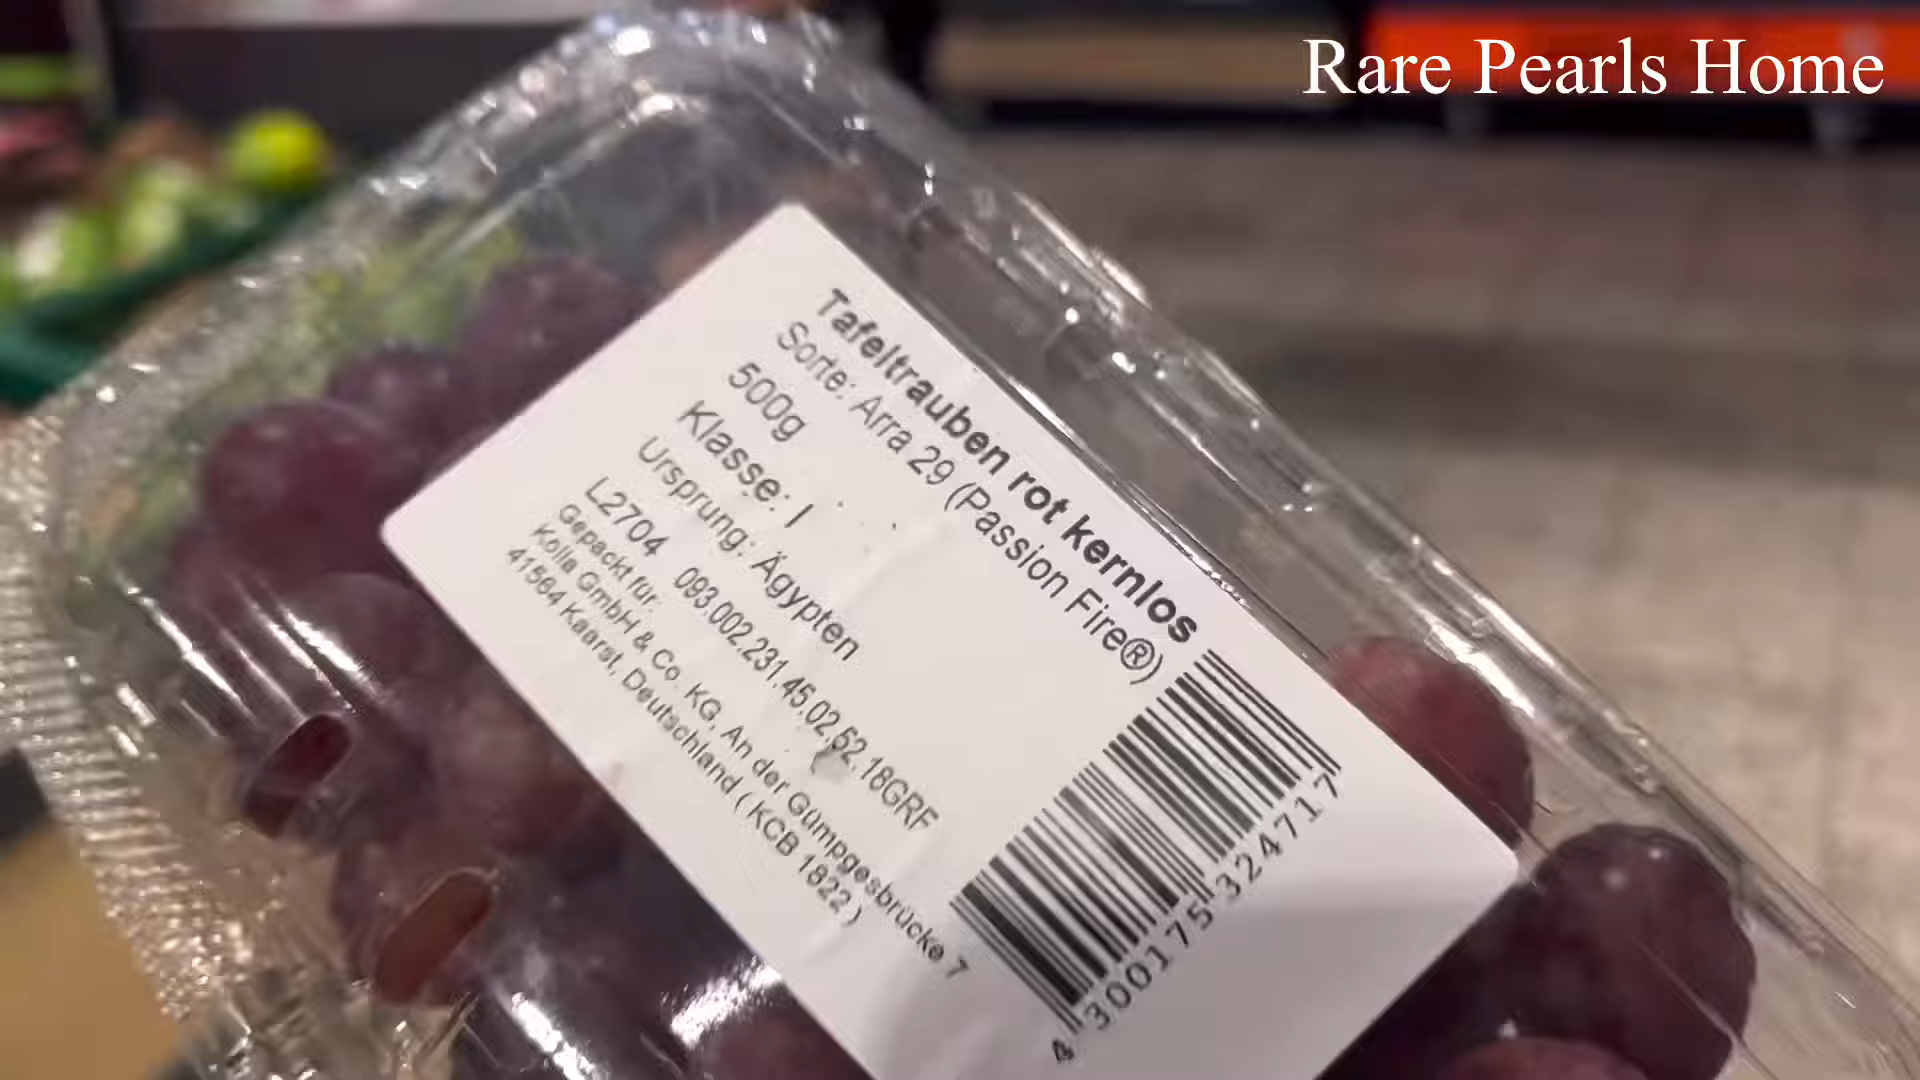 Rare Pearls Home
Tafeltrauben rot kernlos
Sorte: Arra 29 (Passion Fire®)
500g
Klasse: I
Ursprung: Ägypten
L2704 093.002.231.45.02.52.18GRF
Gepackt für:
Kölla GmbH & Co. KG, An der Gümpgesbrücke 7
41564 Kaarst, Deutschland ( KCB 1822 )
4 300175 324717